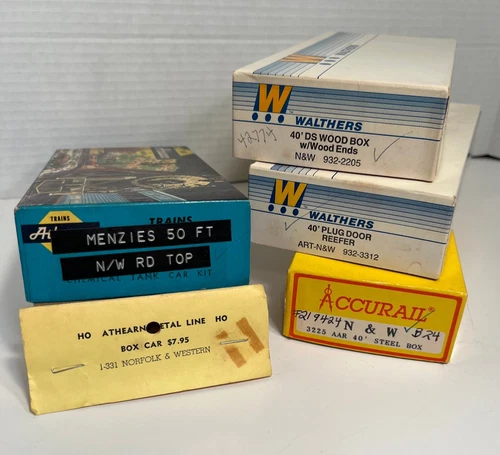 W
WALTHERS
40' DS WOOD BOX
w/Wood Ends
N&W 932-2205
W
WALTHERS
40' PLUG DOOR
REEFER
ART-N&W 932-3312
ACCURAIL
N & W B24
3225 AAR 40' STEEL BOX
TRAINS
TRAINS
MENZIES 50 FT
N/W RD TOP
CHEMICAL TANK CAR KIT
HO ATHEARN METAL LINE HO
BOX CAR $7.95
1-331 NORFOLK & WESTERN